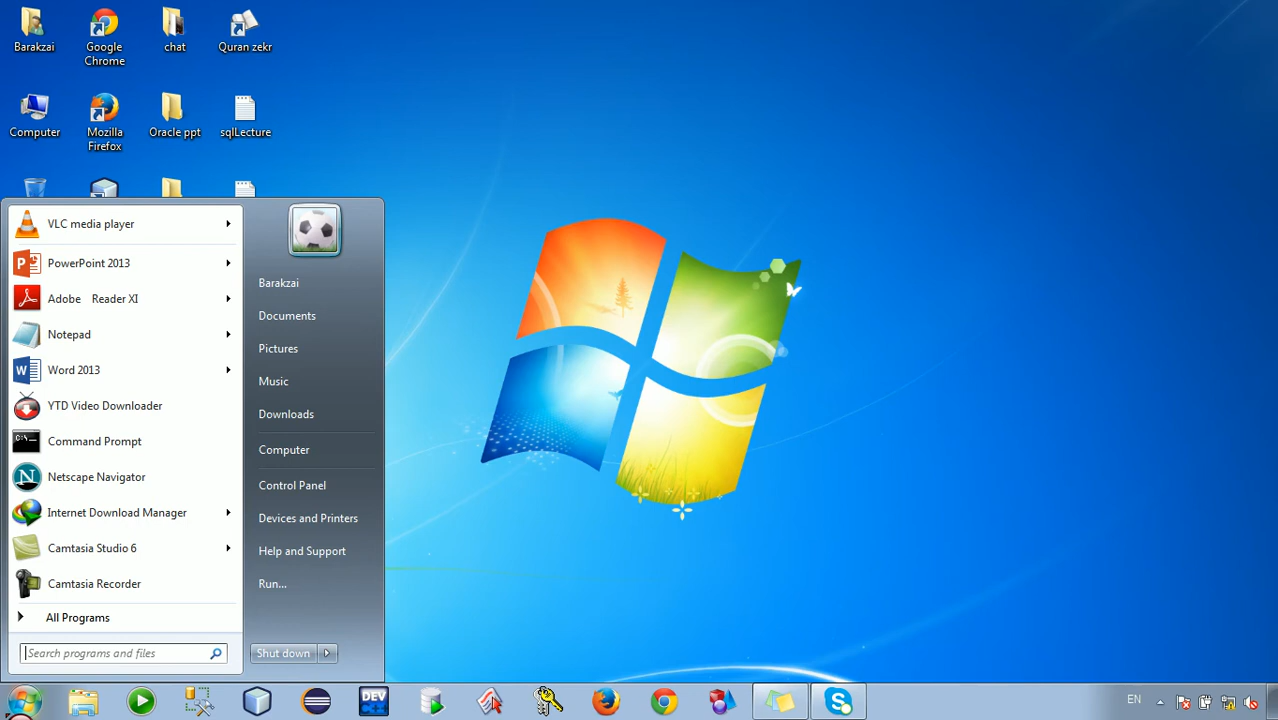 Barakzai
Google
Chrome
chat
Quran zekr
Computer
Mozilla
Firefox
Oracle ppt
sqlLecture
VLC media player
PowerPoint 2013
Adobe Reader XI
Notepad
Word 2013
YTD Video Downloader
Command Prompt
Netscape Navigator
Internet Download Manager
Camtasia Studio 6
Camtasia Recorder
All Programs
Search programs and files
Barakzai
Documents
Pictures
Music
Downloads
Computer
Control Panel
Devices and Printers
Help and Support
Run...
Shut down
DEV
EN